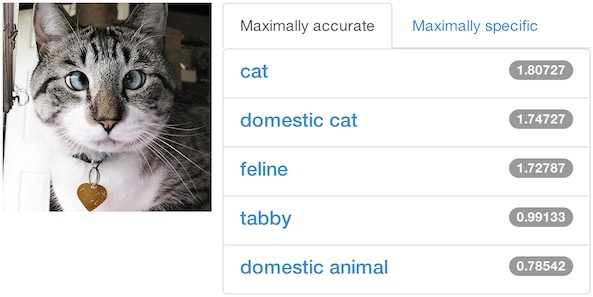 Maximally accurate Maximally specific
cat 1.80727
domestic cat 1.74727
feline 1.72787
tabby 0.99133
domestic animal 0.78542